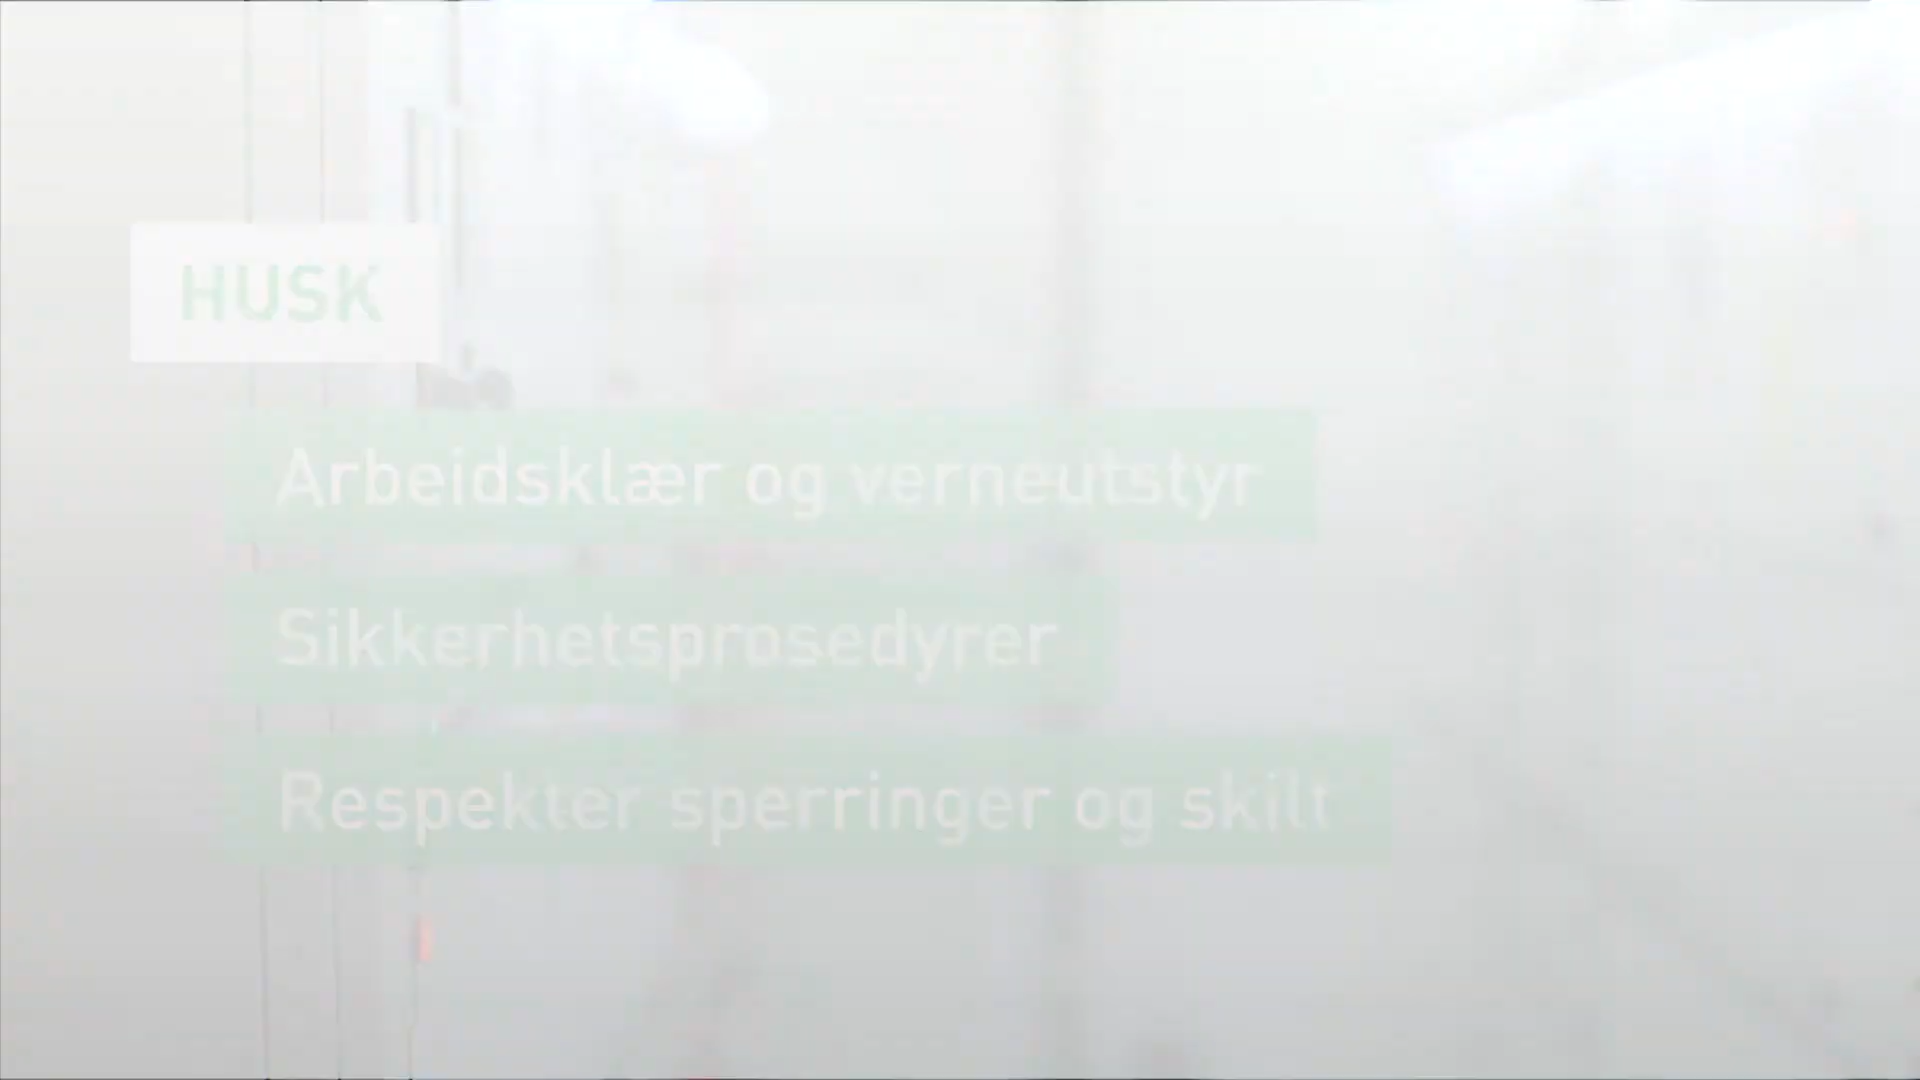 HUSK
Arbeidsklær og verneutstyr
Sikkerhetsprosedyrer
Respekter sperringer og skilt